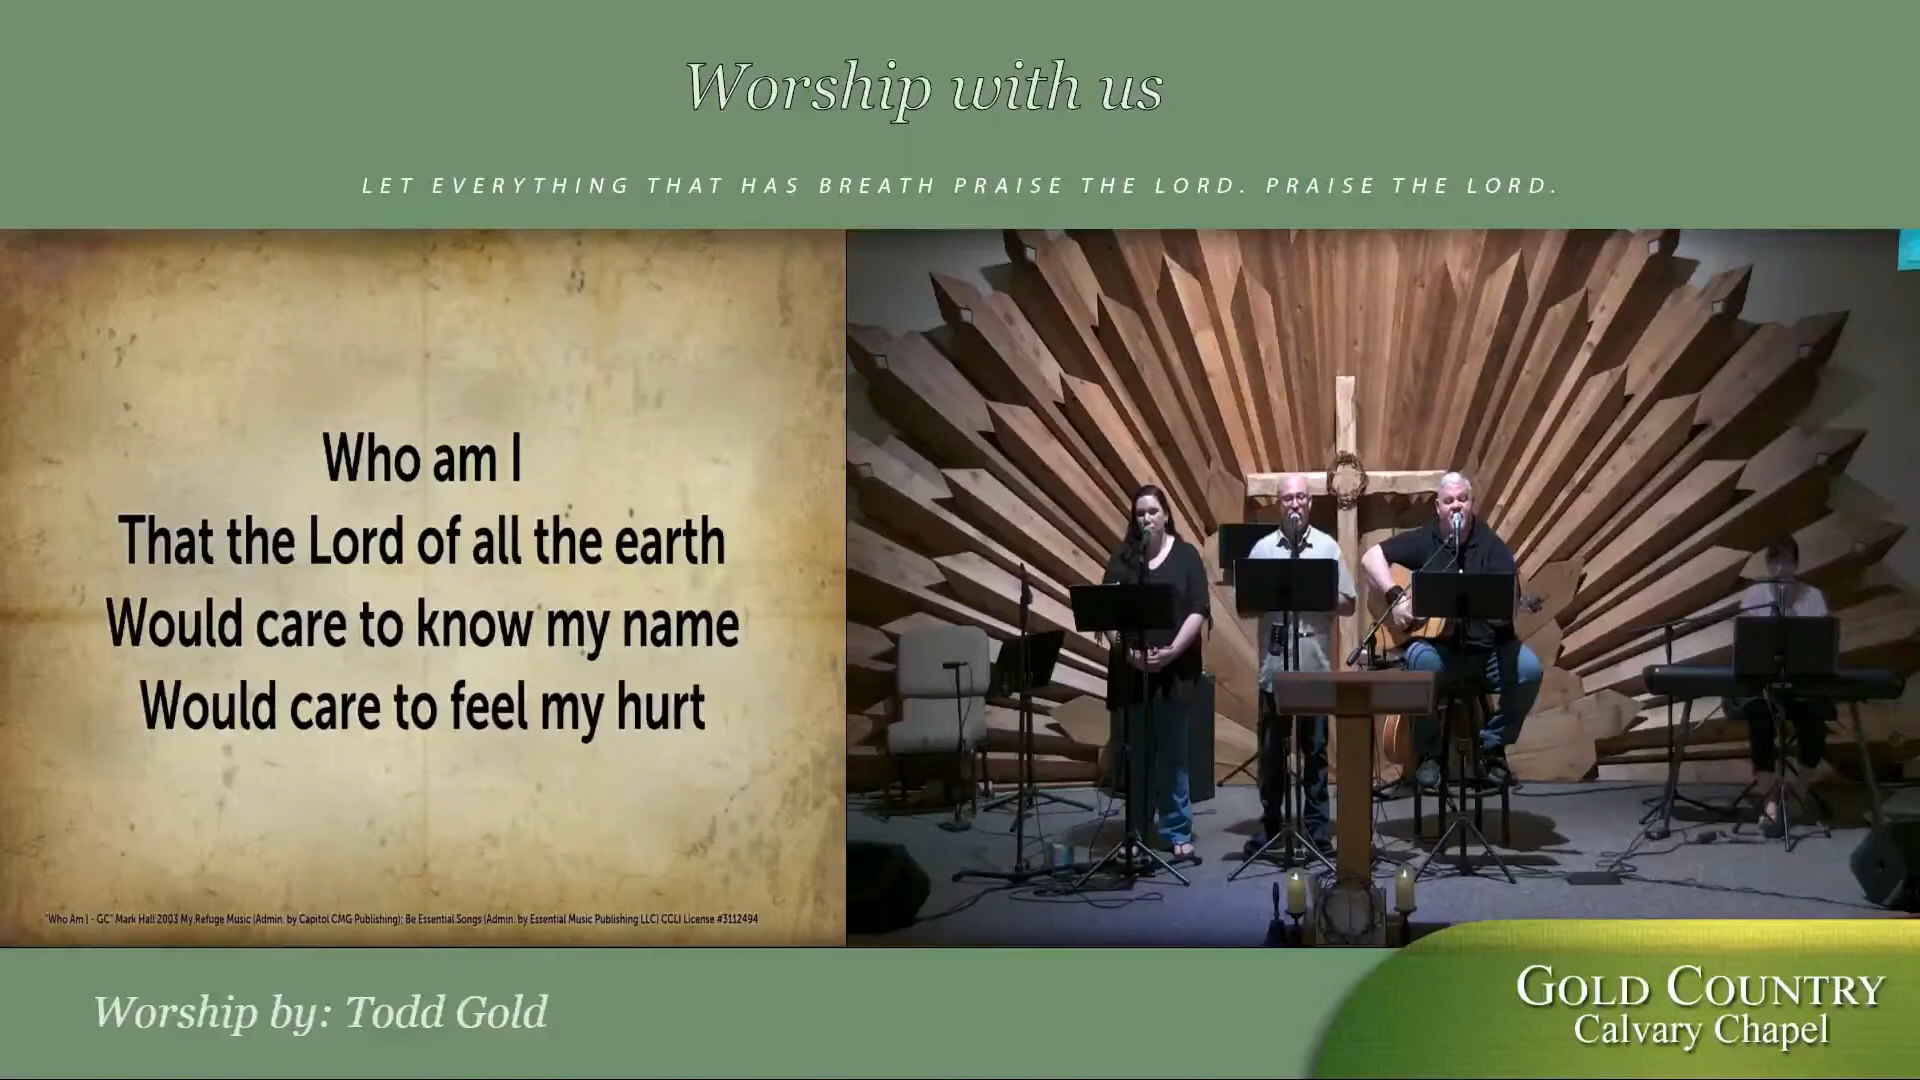 Worship with us
LET EVERYTHING THAT HAS BREATH PRAISE THE LORD. PRAISE THE LORD.
Who am I
That the Lord of all the earth
Would care to know my name
Would care to feel my hurt
"Who Am I - GC" Mark Hall 2003 My Refuge Music (Admin. by Capitol CMG Publishing); Be Essential Songs (Admin. by Essential Music Publishing LLC) CCLI License #3112494
Worship by: Todd Gold
GOLD COUNTRY
Calvary Chapel